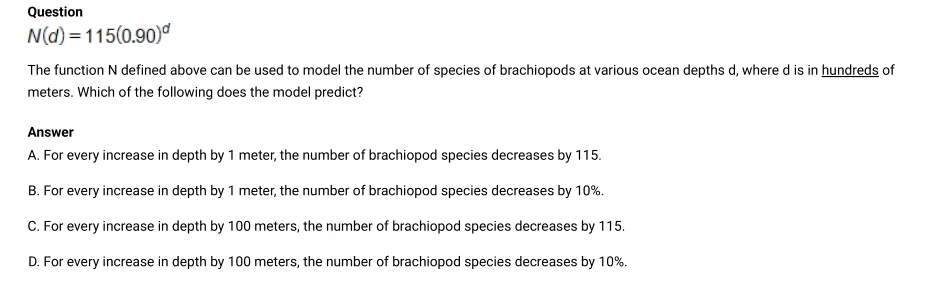 Question
N(d) = 115(0.90)^d
The function N defined above can be used to model the number of species of brachiopods at various ocean depths d, where d is in hundreds of
meters. Which of the following does the model predict?
Answer
A. For every increase in depth by 1 meter, the number of brachiopod species decreases by 115.
B. For every increase in depth by 1 meter, the number of brachiopod species decreases by 10%.
C. For every increase in depth by 100 meters, the number of brachiopod species decreases by 115.
D. For every increase in depth by 100 meters, the number of brachiopod species decreases by 10%.